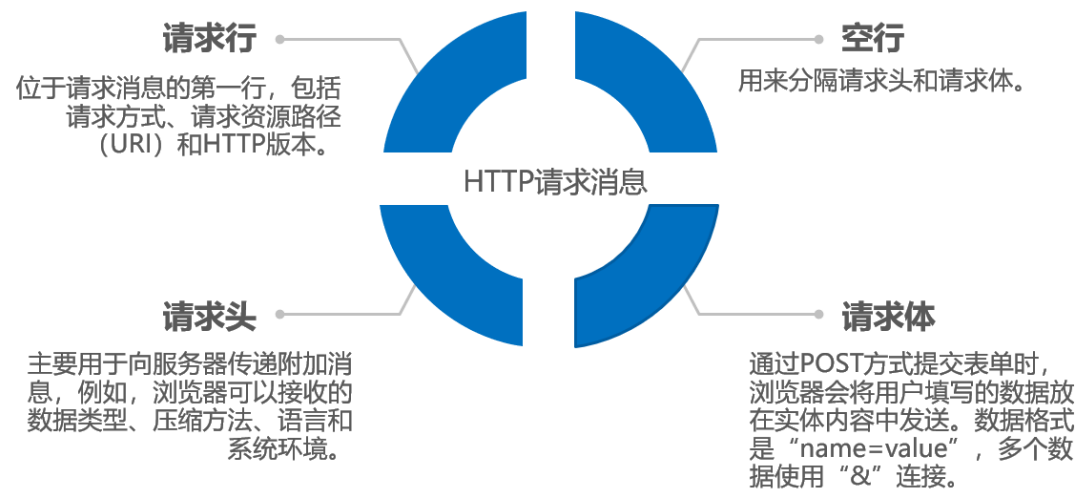 请求行
位于请求消息的第一行，包括
请求方式、请求资源路径
（URI）和HTTP版本。
空行
用来分隔请求头和请求体。
HTTP请求消息
请求头
主要用于向服务器传递附加消
息，例如，浏览器可以接收的
数据类型、压缩方法、语言和
系统环境。
请求体
通过POST方式提交表单时，
浏览器会将用户填写的数据放
在实体内容中发送。数据格式
是“name=value”，多个数
据使用“&”连接。